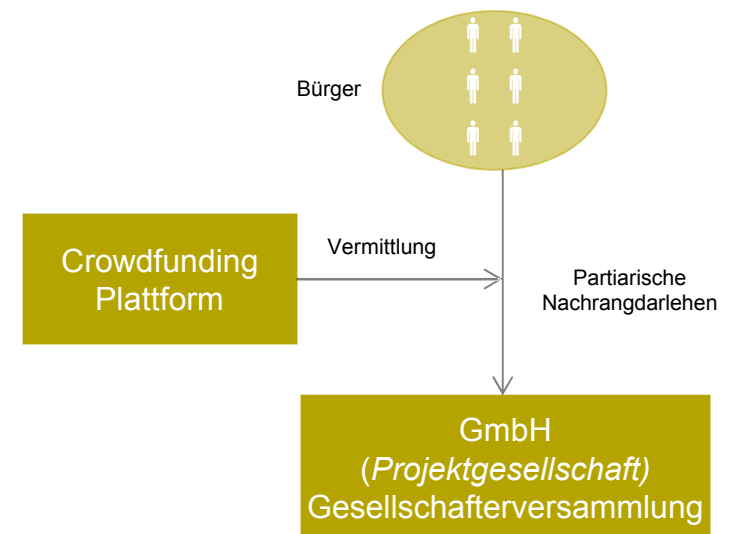 Bürger
Crowdfunding
Plattform
Vermittlung
Partiarische
Nachrangdarlehen
GmbH
(Projektgesellschaft)
Gesellschafterversammlung